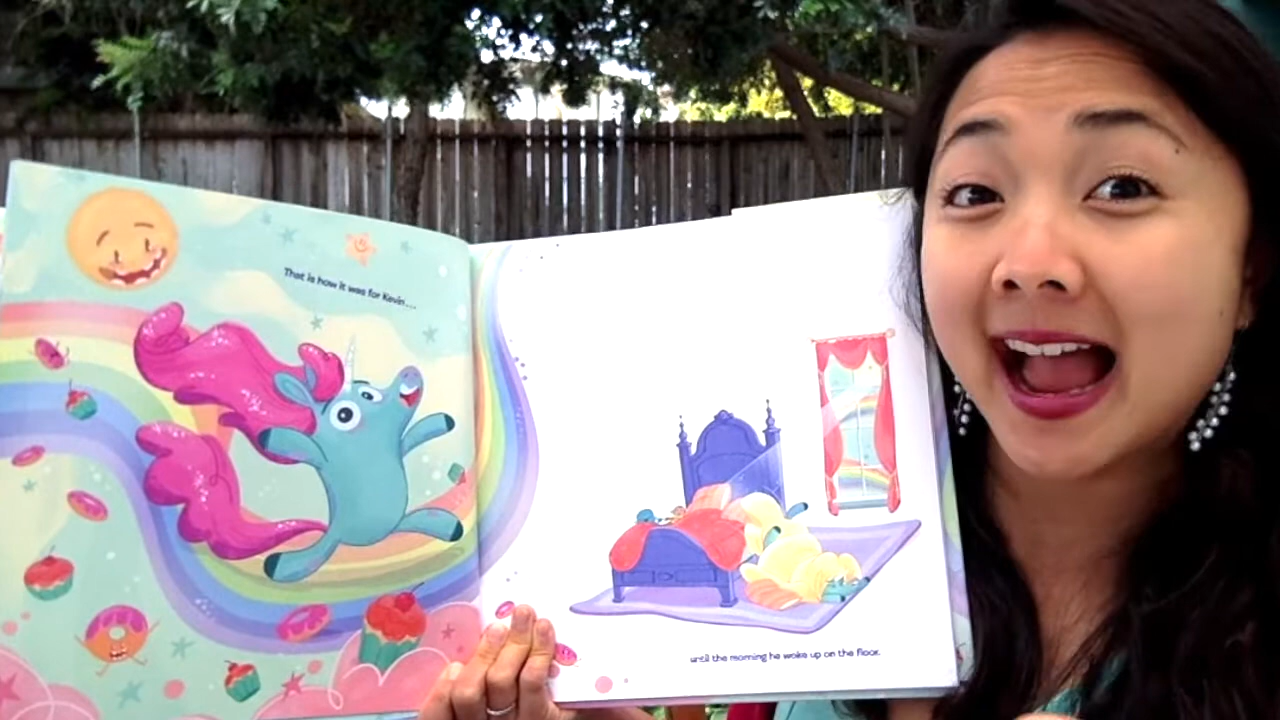 That is how it was for Kevin...
until the morning he woke up on the floor.